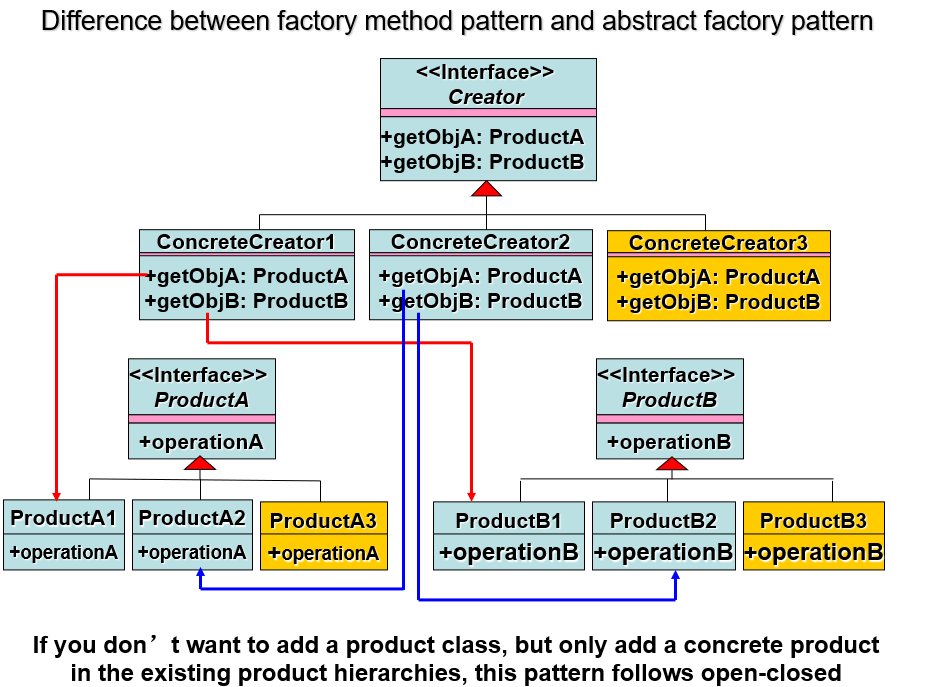 Difference between factory method pattern and abstract factory pattern
<<Interface>>
Creator
+getObjA: ProductA
+getObjB: ProductB
ConcreteCreator1
+getObjA: ProductA
+getObjB: ProductB
ConcreteCreator2
+getObjA: ProductA
+getObjB: ProductB
ConcreteCreator3
+getObjA: ProductA
+getObjB: ProductB
<<Interface>>
ProductA
+operationA
<<Interface>>
ProductB
+operationB
ProductA1
+operationA
ProductA2
+operationA
ProductA3
+operationA
ProductB1
+operationB
ProductB2
+operationB
ProductB3
+operationB
If you don’t want to add a product class, but only add a concrete product
in the existing product hierarchies, this pattern follows open-closed